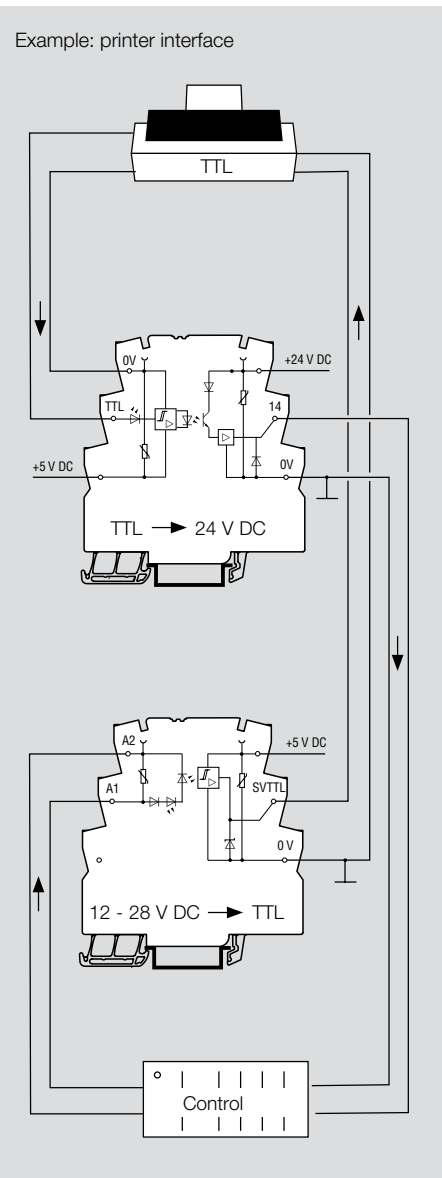 Example: printer interface
TTL
0V
+24 V DC
TTL
14
+5 V DC
0V
TTL → 24 V DC
A2
+5 V DC
A1
5VTTL
0 V
12 - 28 V DC → TTL
Control